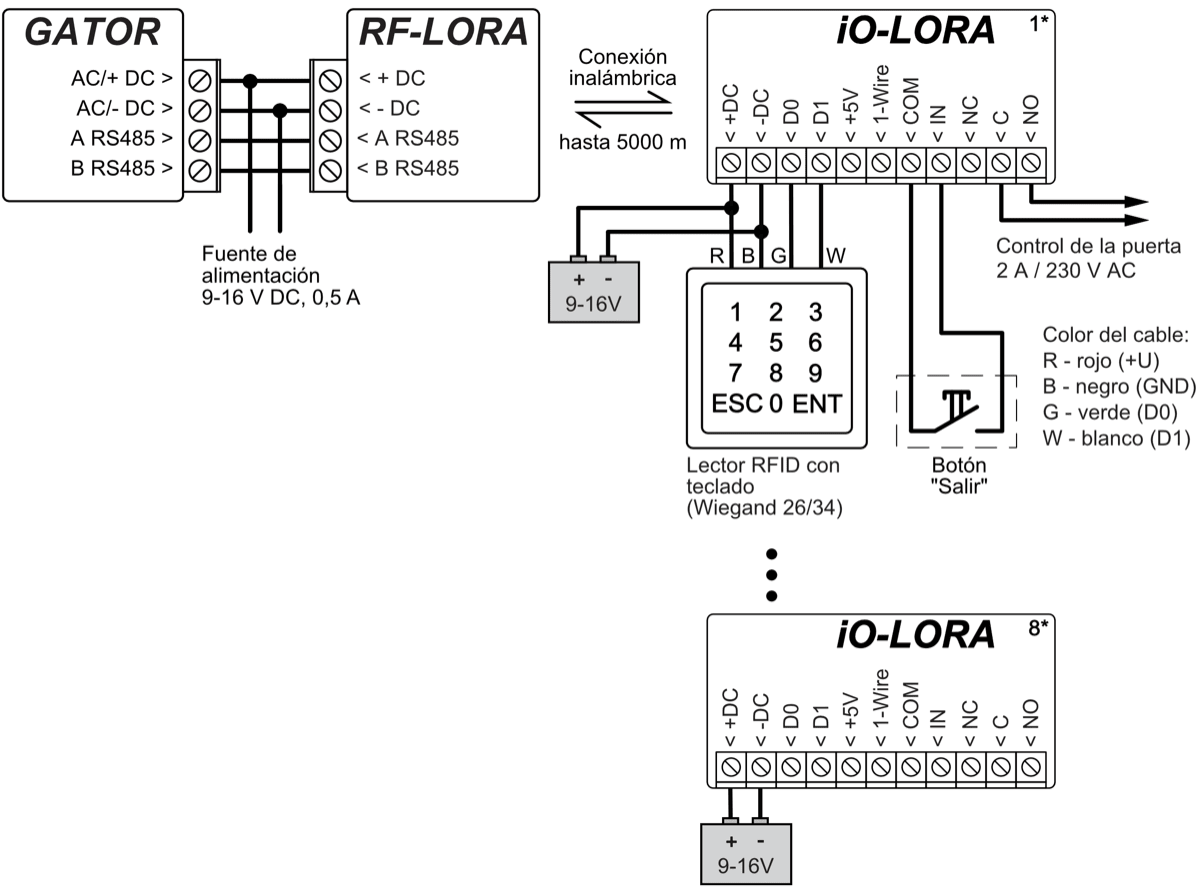 GATOR
AC/+ DC >
AC/- DC >
A RS485 >
B RS485 >
RF-LORA
< + DC
< - DC
< A RS485
< B RS485
Fuente de
alimentación
9-16 V DC, 0,5 A
Conexión
inalámbrica
hasta 5000 m
iO-LORA 1*
< +DC
< -DC
< D0
< D1
< +5V
< 1-Wire
< COM
< IN
< NC
< C
< NO
+ -
9-16V
R B G W
1 2 3
4 5 6
7 8 9
ESC 0 ENT
Lector RFID con
teclado
(Wiegand 26/34)
Control de la puerta
2 A / 230 V AC
Botón
"Salir"
Color del cable:
R - rojo (+U)
B - negro (GND)
G - verde (D0)
W - blanco (D1)
iO-LORA 8*
< +DC
< -DC
< D0
< D1
< +5V
< 1-Wire
< COM
< IN
< NC
< C
< NO
+ -
9-16V